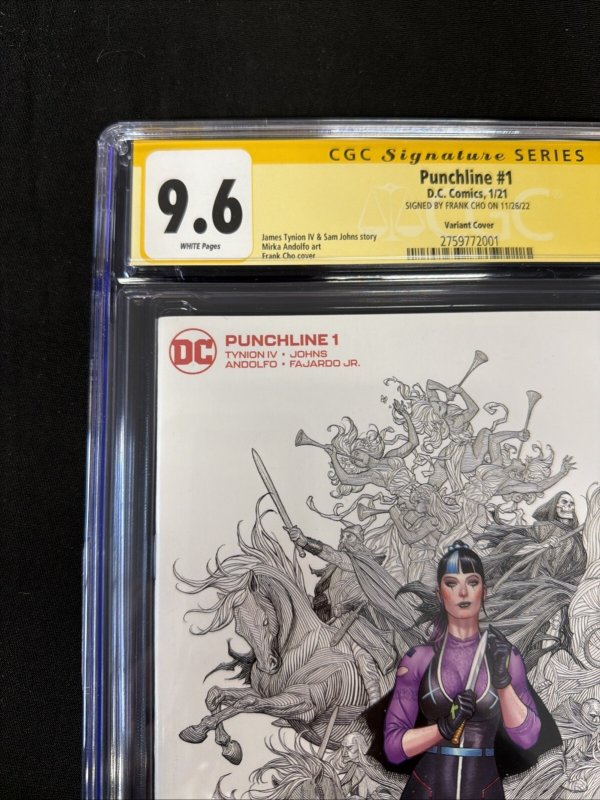 CGC Signature SERIES
9.6
WHITE Pages
Punchline #1
D.C. Comics, 1/21
SIGNED BY FRANK CHO ON 11/26/22
Variant Cover
2759772001
James Tynion IV & Sam Johns story
Mirka Andolfo art
Frank Cho cover
CGC
DC
PUNCHLINE 1
TYNION IV • JOHNS
ANDOLFO • FAJARDO JR.